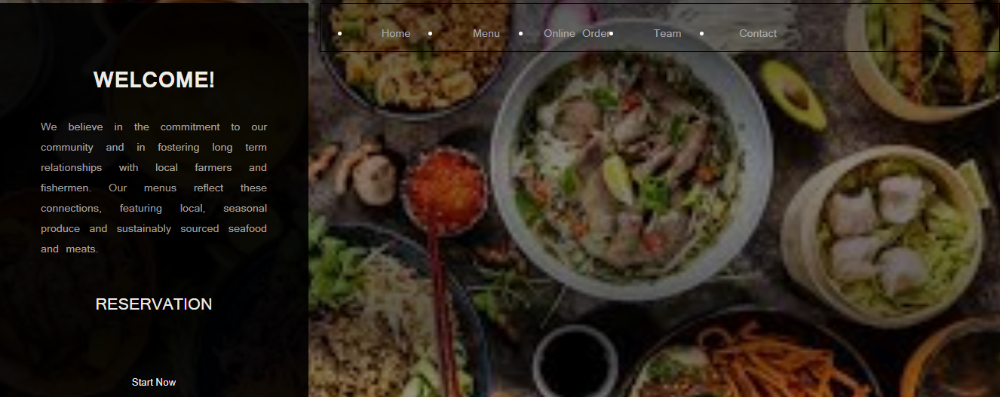 Home Menu Online Order Team Contact
WELCOME!
We believe in the commitment to our
community and in fostering long term
relationships with local farmers and
fishermen. Our menus reflect these
connections, featuring local, seasonal
produce and sustainably sourced seafood
and meats.
RESERVATION
Start Now